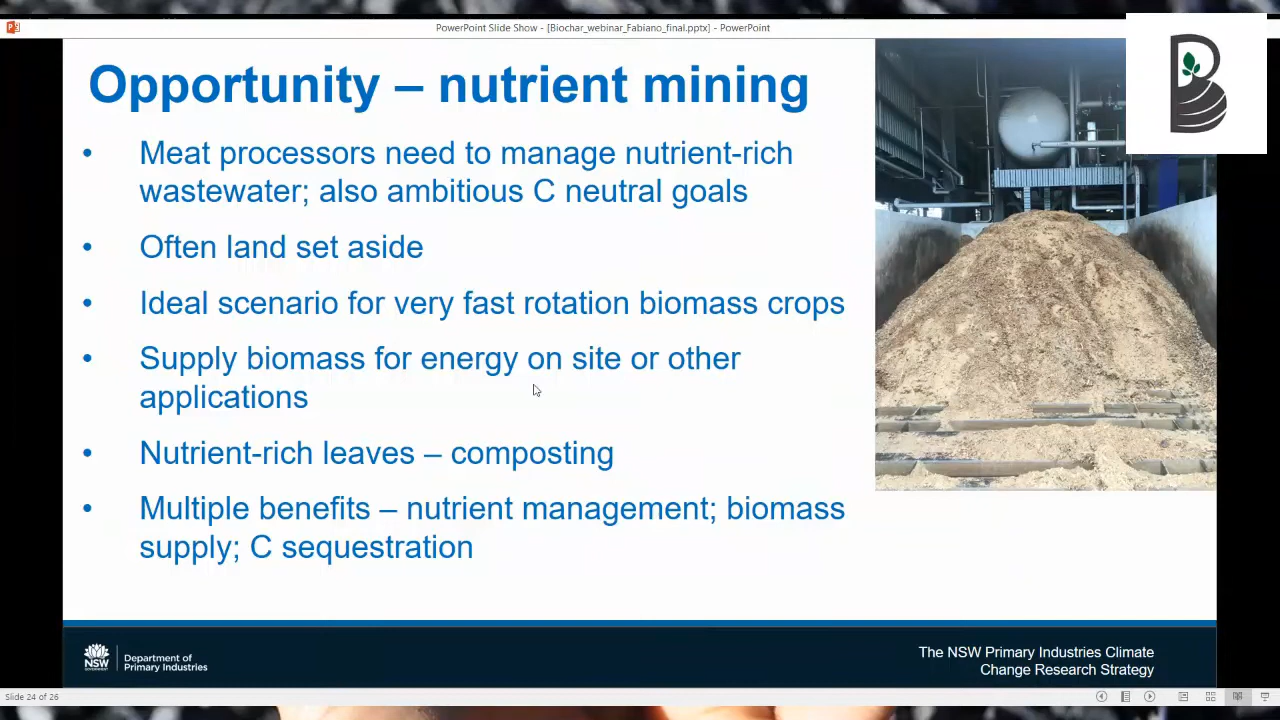 PowerPoint Slide Show - [Biochar_webinar_Fabiano_final.pptx] - PowerPoint
Opportunity – nutrient mining
• Meat processors need to manage nutrient-rich
wastewater; also ambitious C neutral goals
• Often land set aside
• Ideal scenario for very fast rotation biomass crops
• Supply biomass for energy on site or other
applications
• Nutrient-rich leaves – composting
• Multiple benefits – nutrient management; biomass
supply; C sequestration
NSW
GOVERNMENT
Department of
Primary Industries
The NSW Primary Industries Climate
Change Research Strategy
Slide 24 of 26